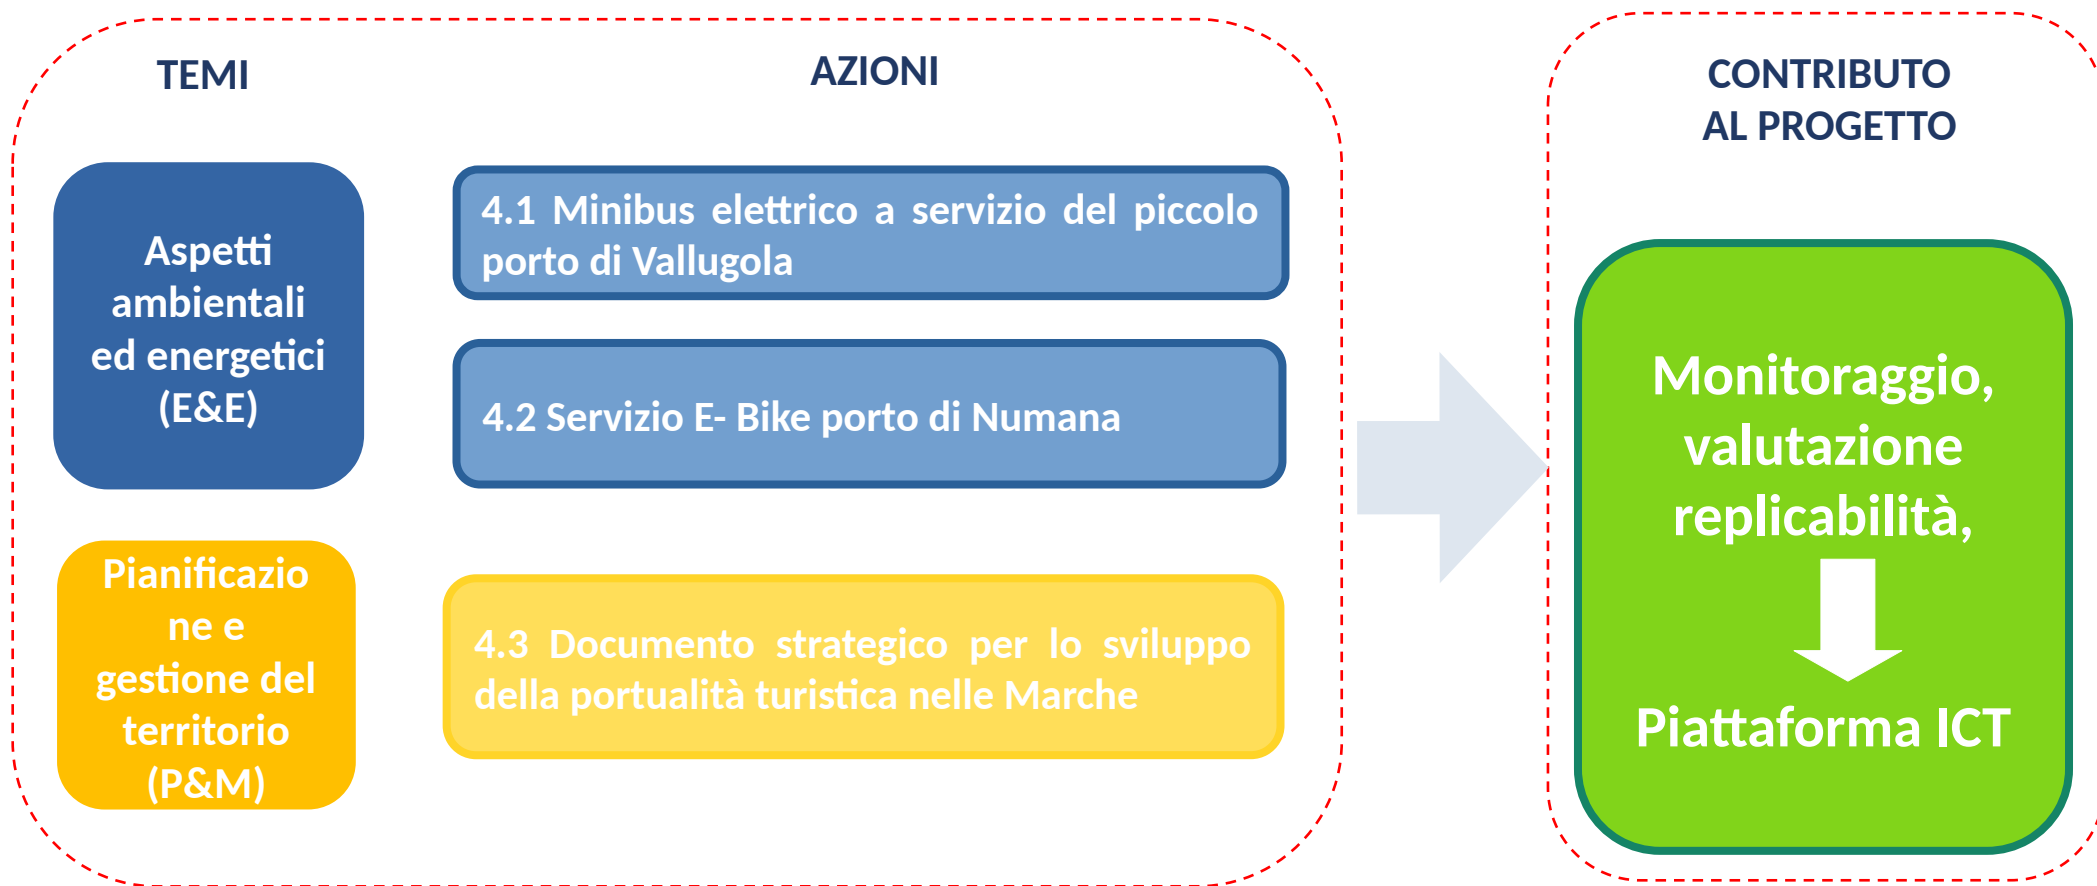 TEMI
AZIONI
CONTRIBUTO
AL PROGETTO
Aspetti
ambientali
ed energetici
(E&E)
4.1 Minibus elettrico a servizio del piccolo
porto di Vallugola
4.2 Servizio E- Bike porto di Numana
Pianificazio
ne e
gestione del
territorio
(P&M)
4.3 Documento strategico per lo sviluppo
della portualità turistica nelle Marche
Monitoraggio,
valutazione
replicabilità,
Piattaforma ICT